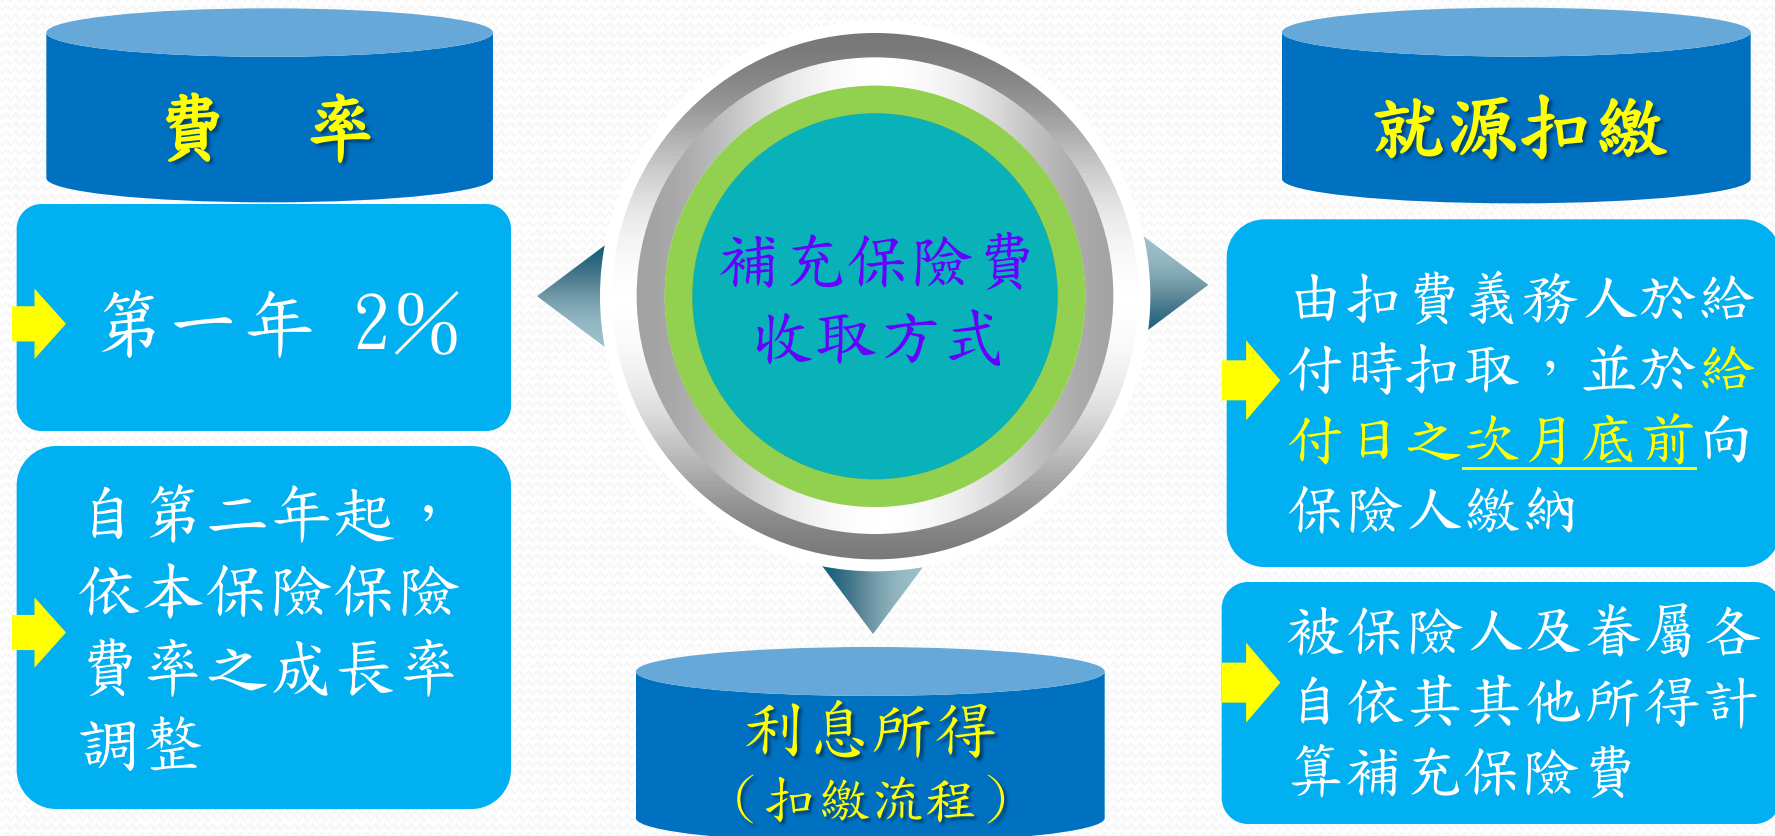 費 率
第一年 2%
自第二年起，
依本保險保險
費率之成長率
調整
補充保險費
收取方式
利息所得
（扣繳流程）
就源扣繳
由扣費義務人於給
付時扣取，並於給
付日之次月底前向
保險人繳納
被保險人及眷屬各
自依其其他所得計
算補充保險費